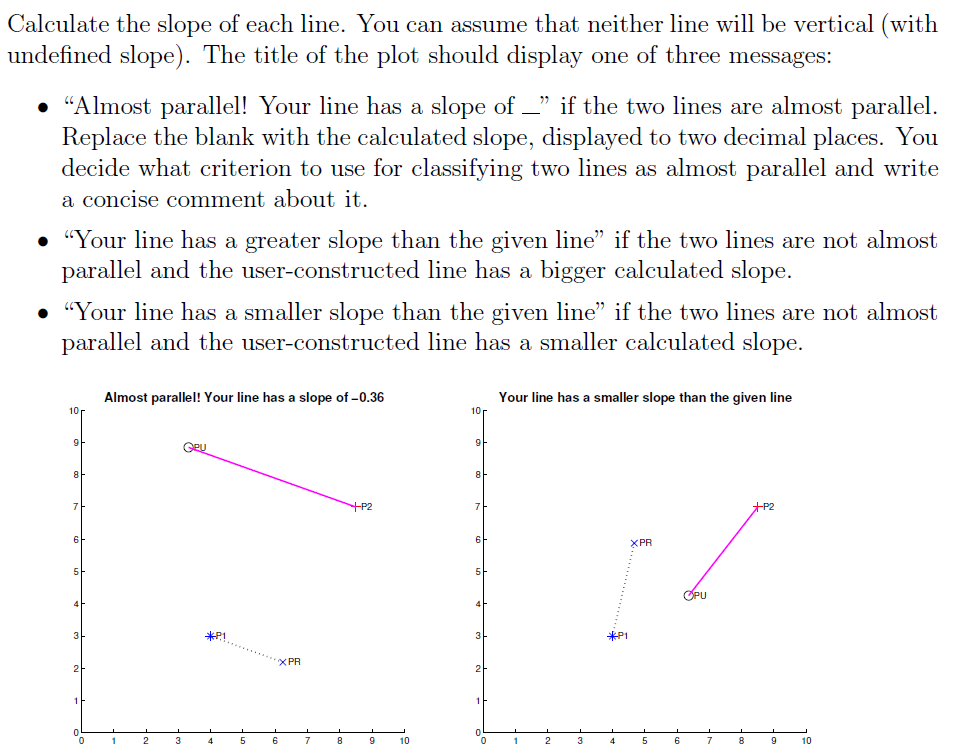 Calculate the slope of each line. You can assume that neither line will be vertical (with
undefined slope). The title of the plot should display one of three messages:
• “Almost parallel! Your line has a slope of _” if the two lines are almost parallel.
Replace the blank with the calculated slope, displayed to two decimal places. You
decide what criterion to use for classifying two lines as almost parallel and write
a concise comment about it.
• “Your line has a greater slope than the given line” if the two lines are not almost
parallel and the user-constructed line has a bigger calculated slope.
• “Your line has a smaller slope than the given line” if the two lines are not almost
parallel and the user-constructed line has a smaller calculated slope.
Almost parallel! Your line has a slope of −0.36
10
9
PU
8
7
P2
6
5
4
3
P1
PR
2
1
0
0 1 2 3 4 5 6 7 8 9 10
Your line has a smaller slope than the given line
10
9
8
7
P2
6
PR
5
PU
4
3
P1
2
1
0
0 1 2 3 4 5 6 7 8 9 10